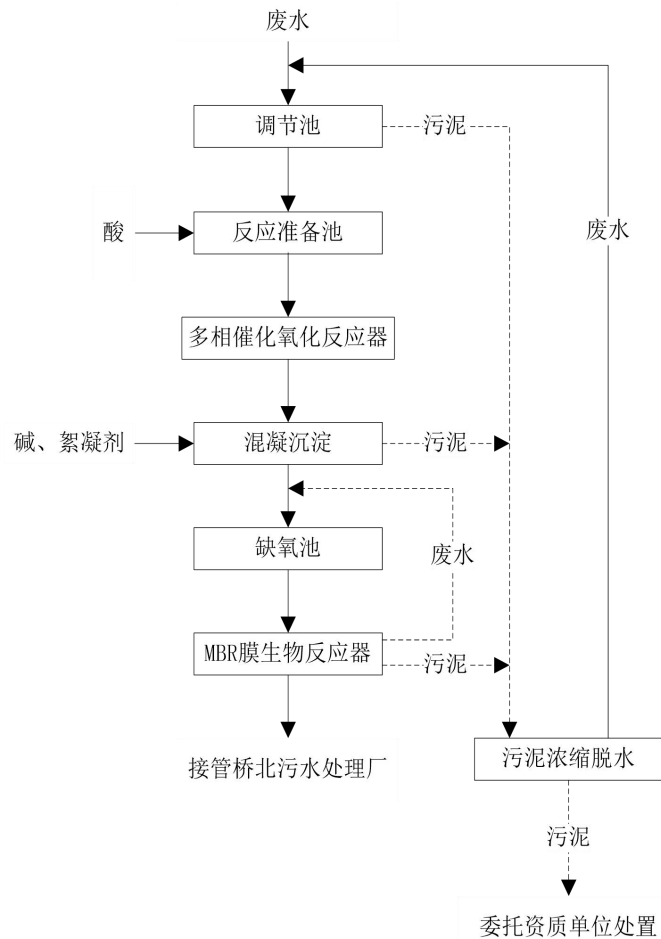 废水
调节池
污泥
酸
反应准备池
废水
多相催化氧化反应器
碱、絮凝剂
混凝沉淀
污泥
缺氧池
废水
MBR膜生物反应器
污泥
接管桥北污水处理厂
污泥浓缩脱水
污泥
委托资质单位处置